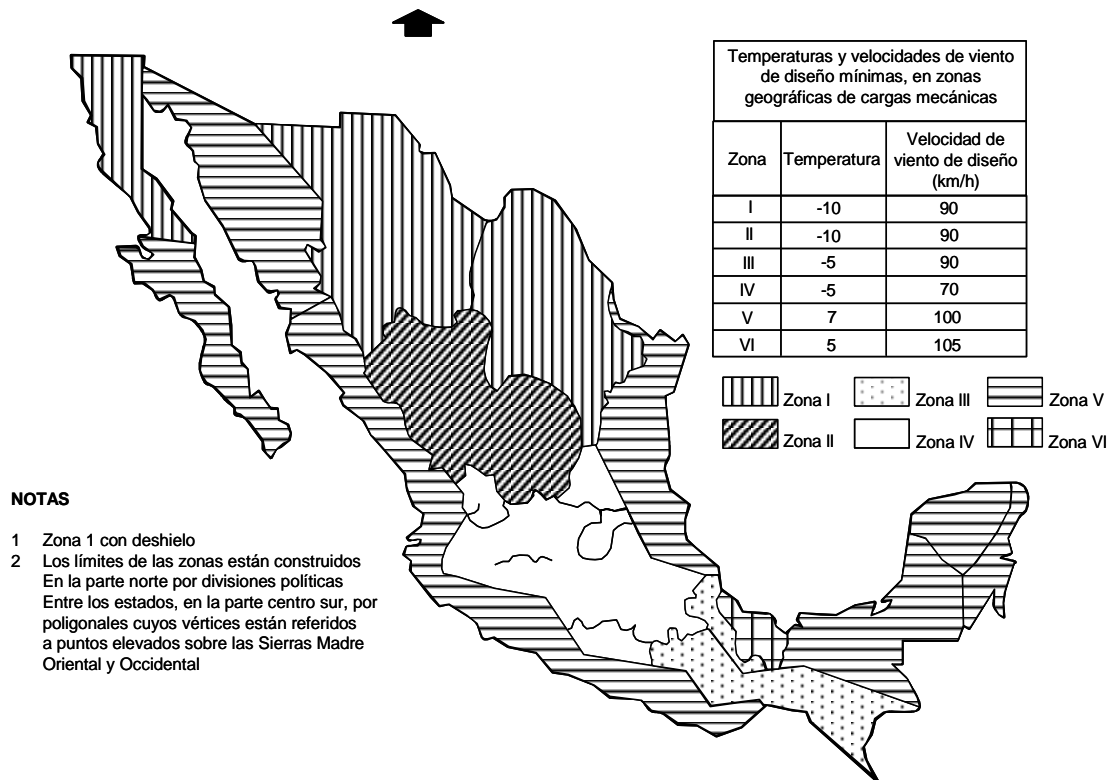 Temperaturas y velocidades de viento
de diseño mínimas, en zonas
geográficas de cargas mecánicas
Zona Temperatura Velocidad de
viento de diseño
(km/h)
I -10 90
II -10 90
III -5 90
IV -5 70
V 7 100
VI 5 105
Zona I Zona III Zona V
Zona II Zona IV Zona VI
NOTAS
1 Zona 1 con deshielo
2 Los límites de las zonas están construidos
En la parte norte por divisiones políticas
Entre los estados, en la parte centro sur, por
poligonales cuyos vértices están referidos
a puntos elevados sobre las Sierras Madre
Oriental y Occidental